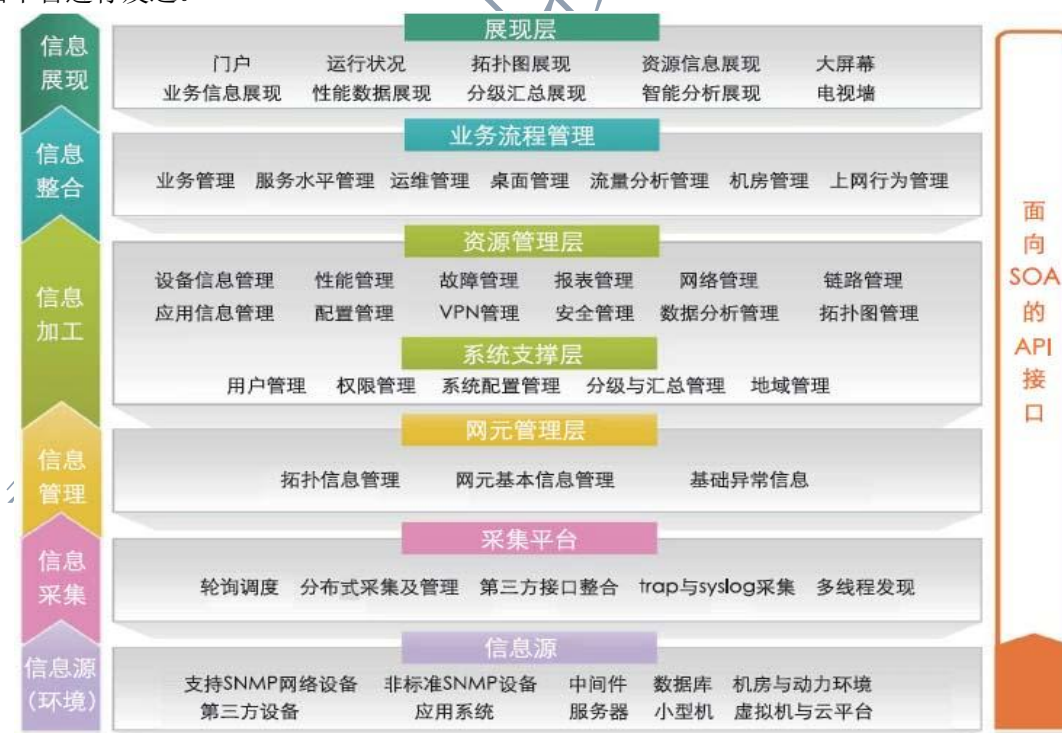 信息
展现
展现层
门户 运行状况 拓扑图展现 资源信息展现 大屏幕
业务信息展现 性能数据展现 分级汇总展现 智能分析展现 电视墙
信息
整合
业务流程管理
业务管理 服务水平管理 运维管理 桌面管理 流量分析管理 机房管理 上网行为管理
信息
加工
资源管理层
设备信息管理 性能管理 故障管理 报表管理 网络管理 链路管理
应用信息管理 配置管理 VPN管理 安全管理 数据分析管理 拓扑图管理
系统支撑层
用户管理 权限管理 系统配置管理 分级与汇总管理 地域管理
信息
管理
网元管理层
拓扑信息管理 网元基本信息管理 基础异常信息
信息
采集
采集平台
轮询调度 分布式采集及管理 第三方接口整合 trap与syslog采集 多线程发现
信息源
(环境)
信息源
支持SNMP网络设备 非标准SNMP设备 中间件 数据库 机房与动力环境
第三方设备 应用系统 服务器 小型机 虚拟机与云平台
面
向
SOA
的
API
接
口